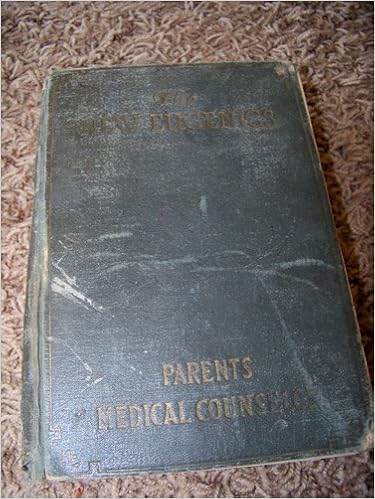 The
NEW EUGENICS
PARENTS
MEDICAL COUNSELOR